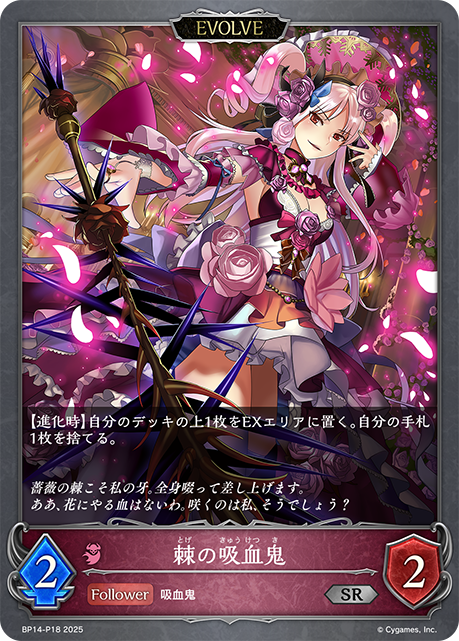 EVOLVE
【進化時】自分のデッキの上1枚をEXエリアに置く。自分の手札
1枚を捨てる。
薔薇の棘こそ私の牙。全身啜って差し上げます。
ああ、花にやる血はないわ。咲くのは私、そうでしょう？
とげ きゅう けつ き
棘の吸血鬼
2
2
Follower 吸血鬼
SR
BP14-P18 2025
© Cygames, Inc.